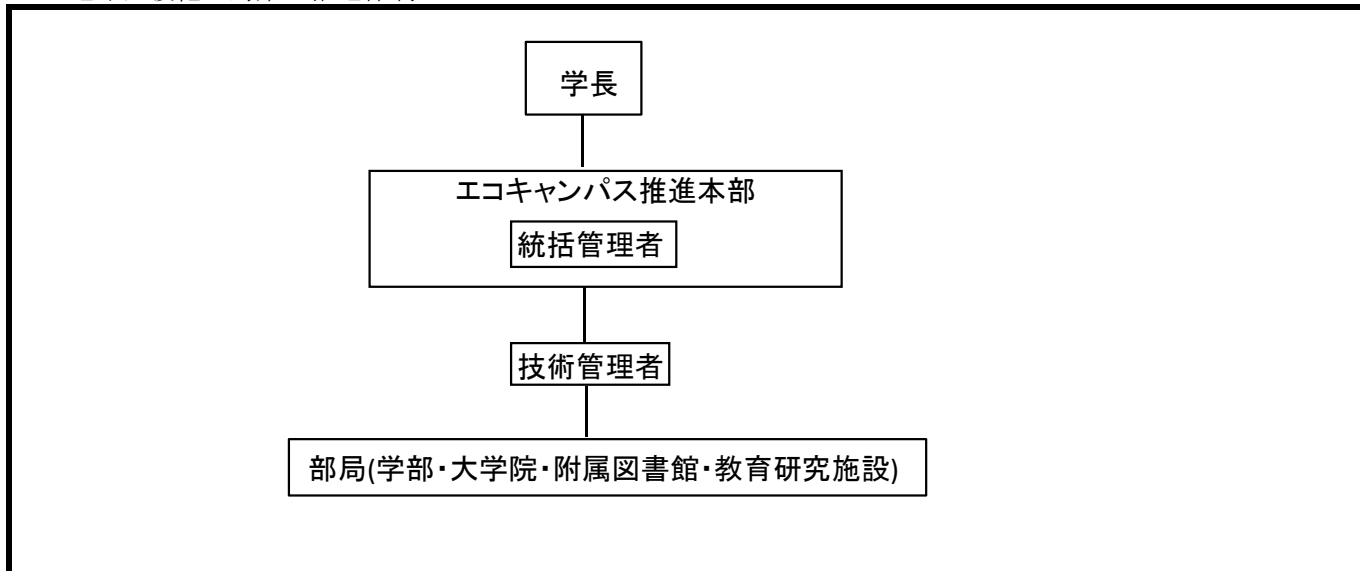 学長
エコキャンパス推進本部
統括管理者
技術管理者
部局(学部・大学院・附属図書館・教育研究施設)